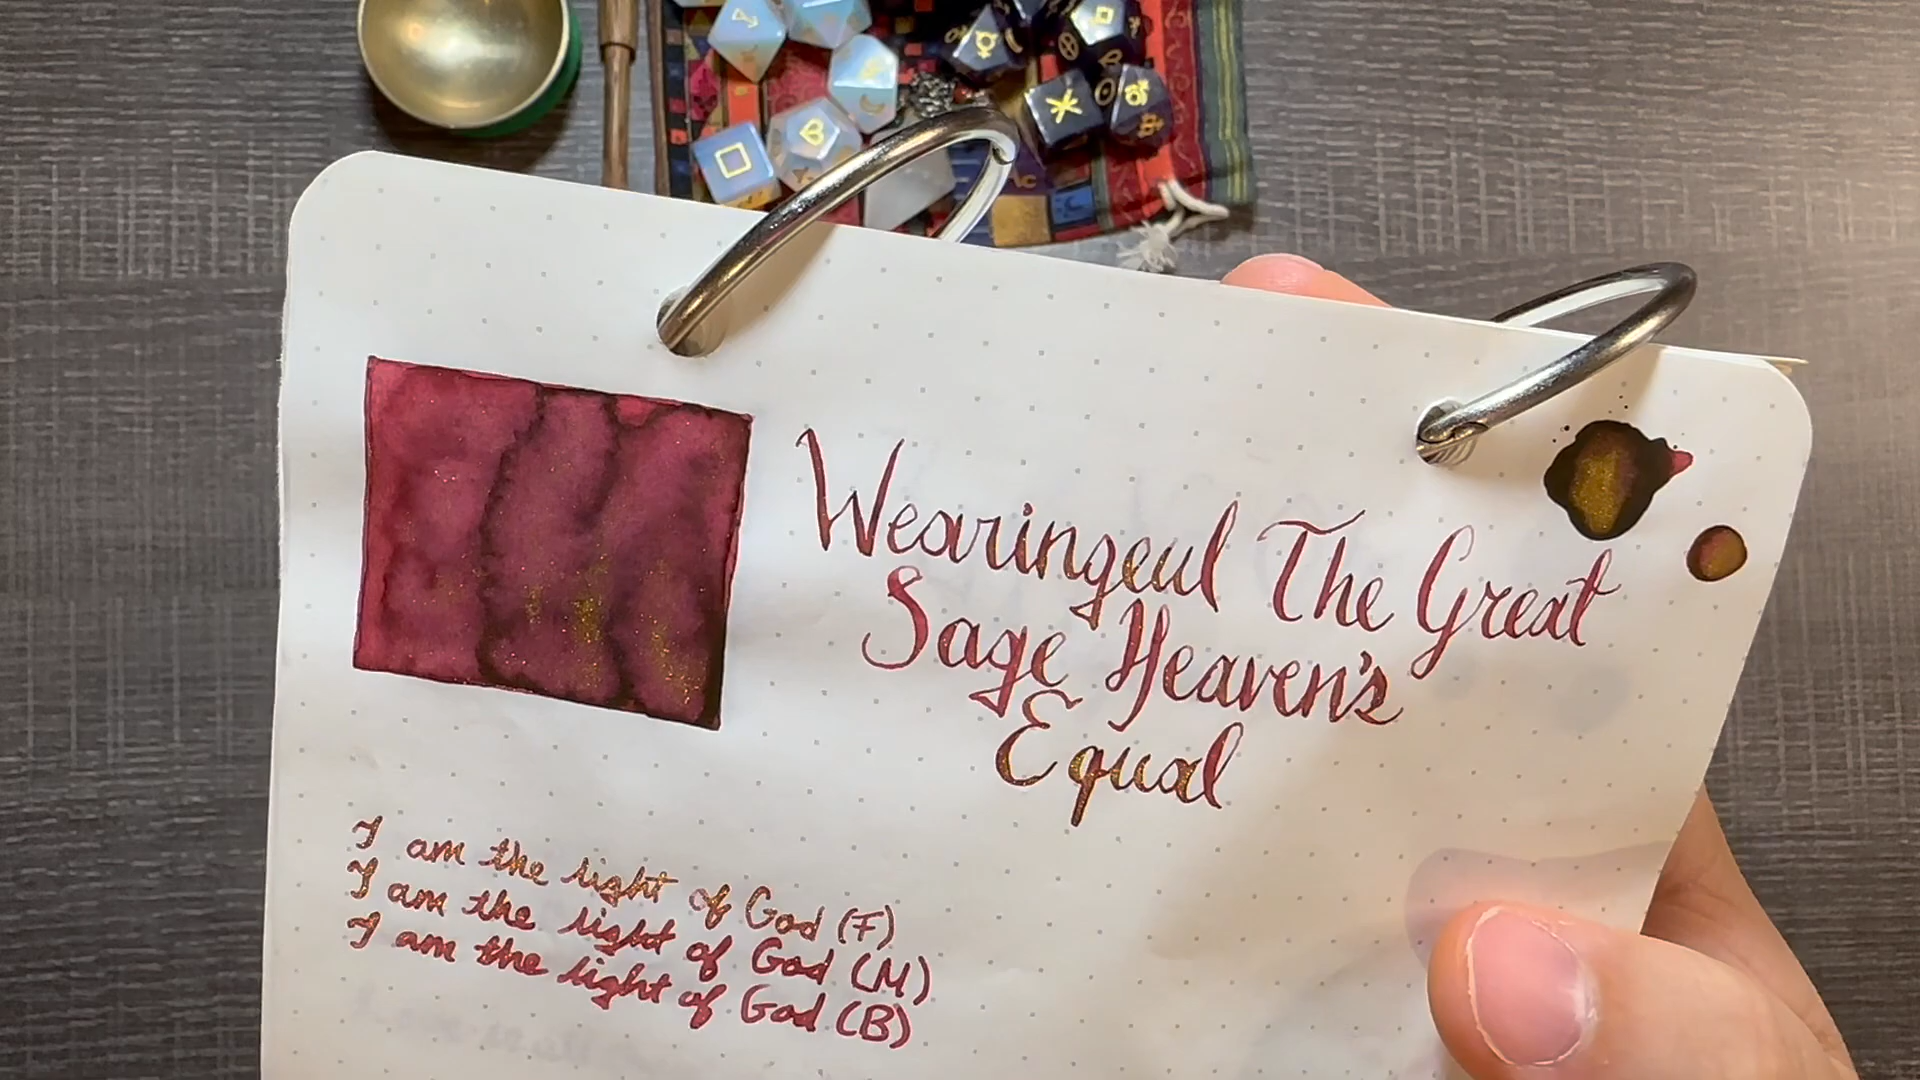 Wearingeul The Great
Sage Heaven's
Equal
I am the light of God (F)
I am the light of God (M)
I am the light of God (B)